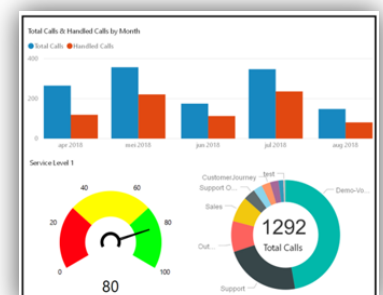 Total Calls & Handled Calls by Month
Total Calls Handled Calls
400
200
0
apr 2018 mei 2018 jun 2018 jul 2018 aug 2018
Service Level 1
0
20
40
60
80
100
80
CustomerJourney test
Support O...
Demo-Vo...
Sales
Out...
Support
1292
Total Calls